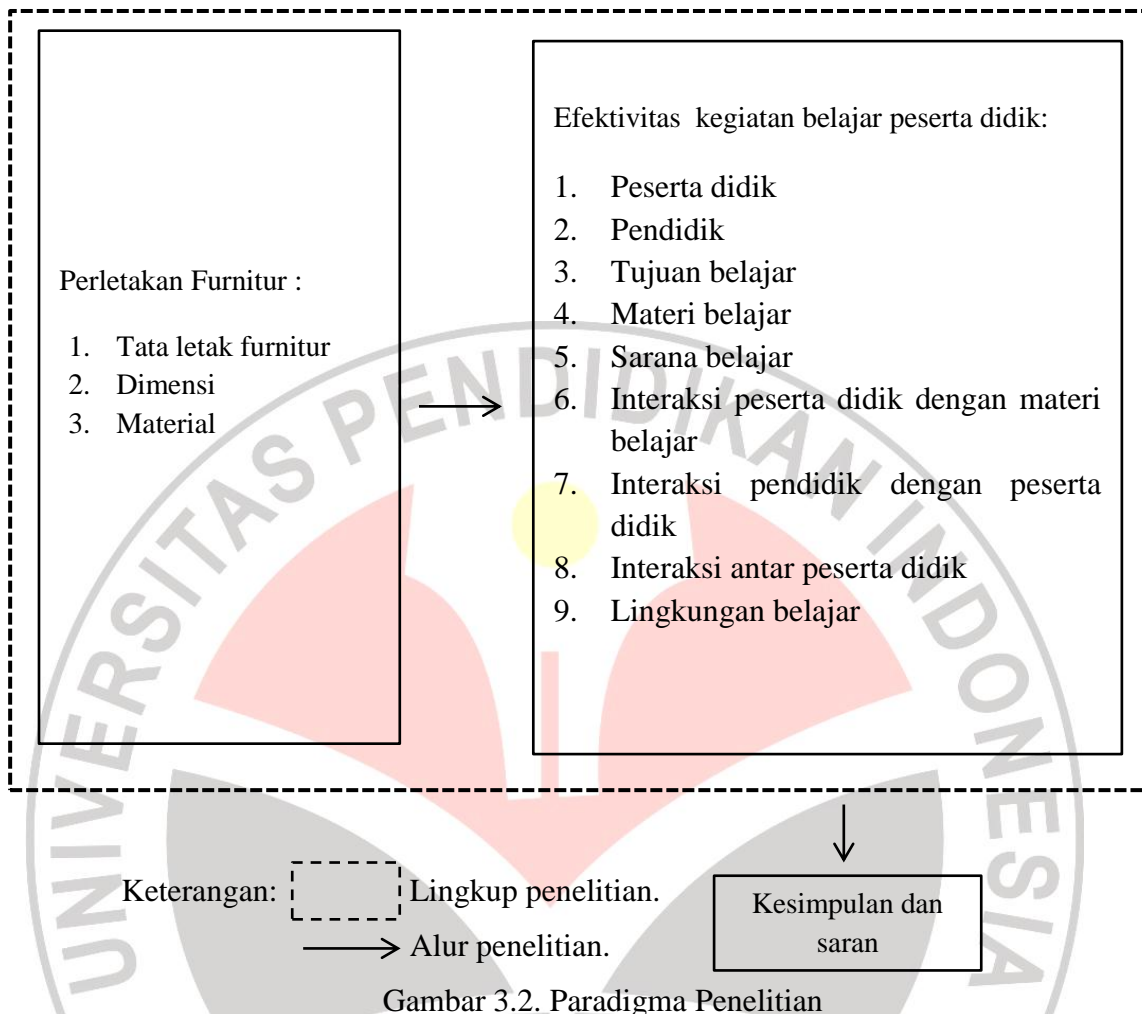 Perletakan Furnitur :
1. Tata letak furnitur
2. Dimensi
3. Material
Efektivitas kegiatan belajar peserta didik:
1. Peserta didik
2. Pendidik
3. Tujuan belajar
4. Materi belajar
5. Sarana belajar
6. Interaksi peserta didik dengan materi
belajar
7. Interaksi pendidik dengan peserta
didik
8. Interaksi antar peserta didik
9. Lingkungan belajar
Keterangan:
Lingkup penelitian.
Alur penelitian.
Kesimpulan dan
saran
Gambar 3.2. Paradigma Penelitian
UNIVERSITAS PENDIDIKAN INDONESIA